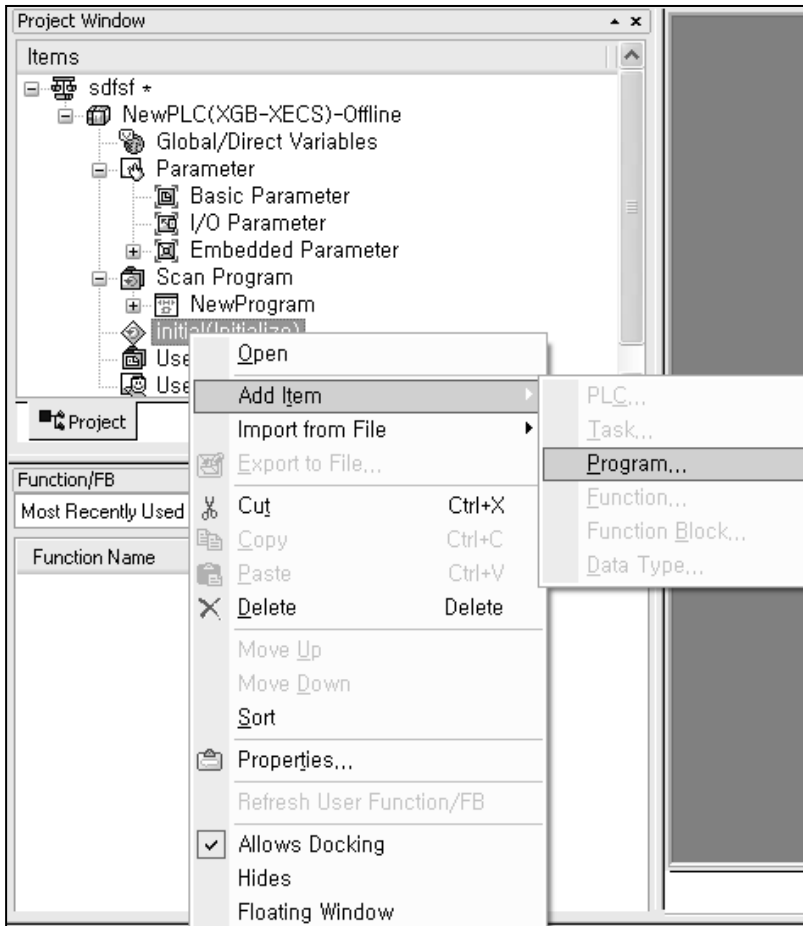 Project Window
Items
sdfsf *
NewPLC(XGB-XECS)-Offline
Global/Direct Variables
Parameter
Basic Parameter
I/O Parameter
Embedded Parameter
Scan Program
NewProgram
initial(Initialize)
Use
Use
Project
Function/FB
Most Recently Used
Function Name
Open
Add Item
Import from File
Export to File...
Cut Ctrl+X
Copy Ctrl+C
Paste Ctrl+V
Delete Delete
Move Up
Move Down
Sort
Properties...
Refresh User Function/FB
Allows Docking
Hides
Floating Window
PLC...
Task...
Program...
Function...
Function Block...
Data Type...